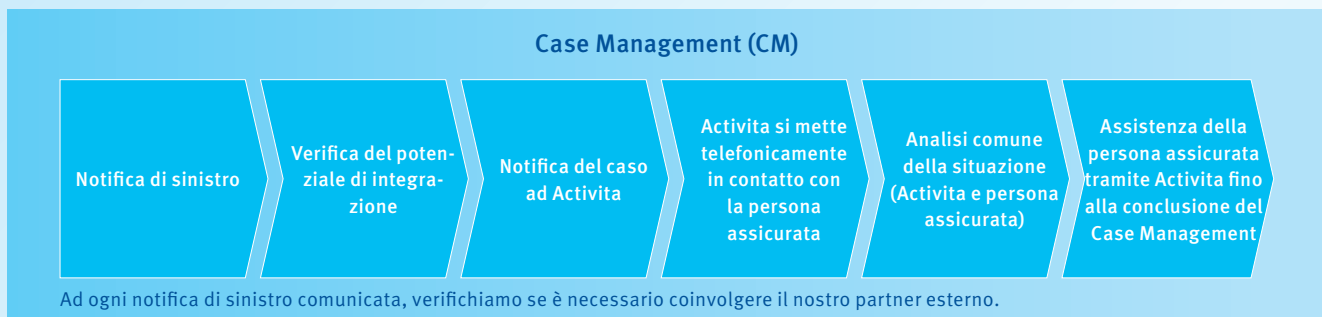 Case Management (CM)
Notifica di sinistro
Verifica del poten-
ziale di integra-
zione
Notifica del caso
ad Activita
Activita si mette
telefonicamente
in contatto con
la persona
assicurata
Analisi comune
della situazione
(Activita e persona
assicurata)
Assistenza della
persona assicurata
tramite Activita fino
alla conclusione del
Case Management
Ad ogni notifica di sinistro comunicata, verifichiamo se è necessario coinvolgere il nostro partner esterno.